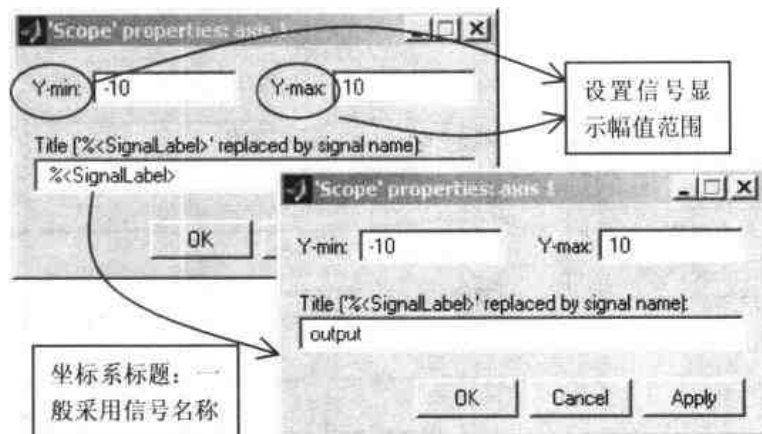 'Scope' properties: axis 1
Y-min: -10
Y-max: 10
设置信号显
示幅值范围
Title ('%<SignalLabel>' replaced by signal name):
%<SignalLabel>
OK
'Scope' properties: axis 1
Y-min: -10
Y-max: 10
Title ('%<SignalLabel>' replaced by signal name):
output
坐标系标题：一
般采用信号名称
OK
Cancel
Apply